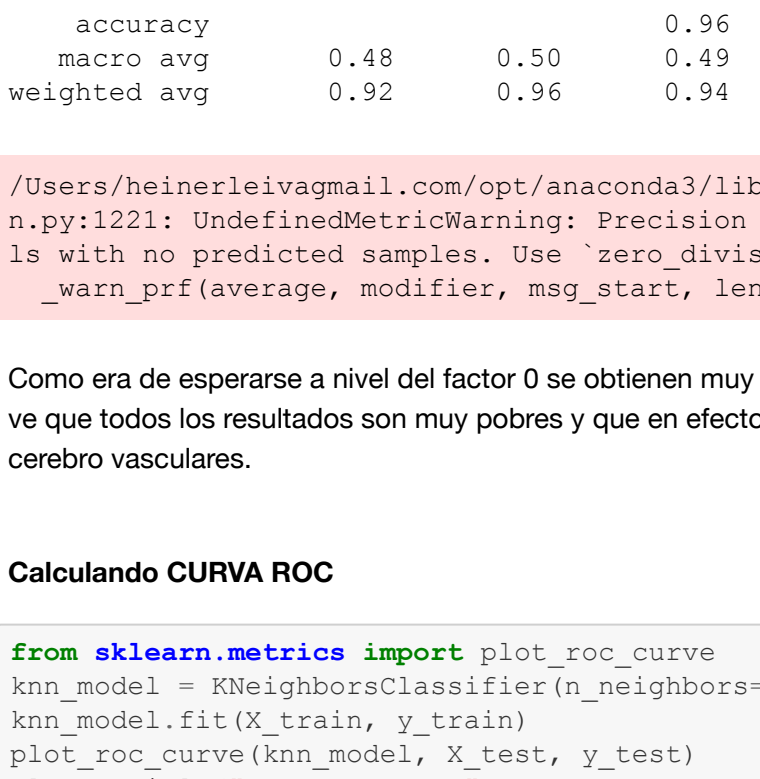 accuracy 0.96
macro avg 0.48 0.50 0.49
weighted avg 0.92 0.96 0.94
/Users/heinerleivagmail.com/opt/anaconda3/lib
n.py:1221: UndefinedMetricWarning: Precision
ls with no predicted samples. Use `zero_divis
_warn_prf(average, modifier, msg_start, len
Como era de esperarse a nivel del factor 0 se obtienen muy
ve que todos los resultados son muy pobres y que en efecto
cerebro vasculares.
Calculando CURVA ROC
from sklearn.metrics import plot_roc_curve
knn_model = KNeighborsClassifier(n_neighbors=
knn_model.fit(X_train, y_train)
plot_roc_curve(knn_model, X_test, y_test)